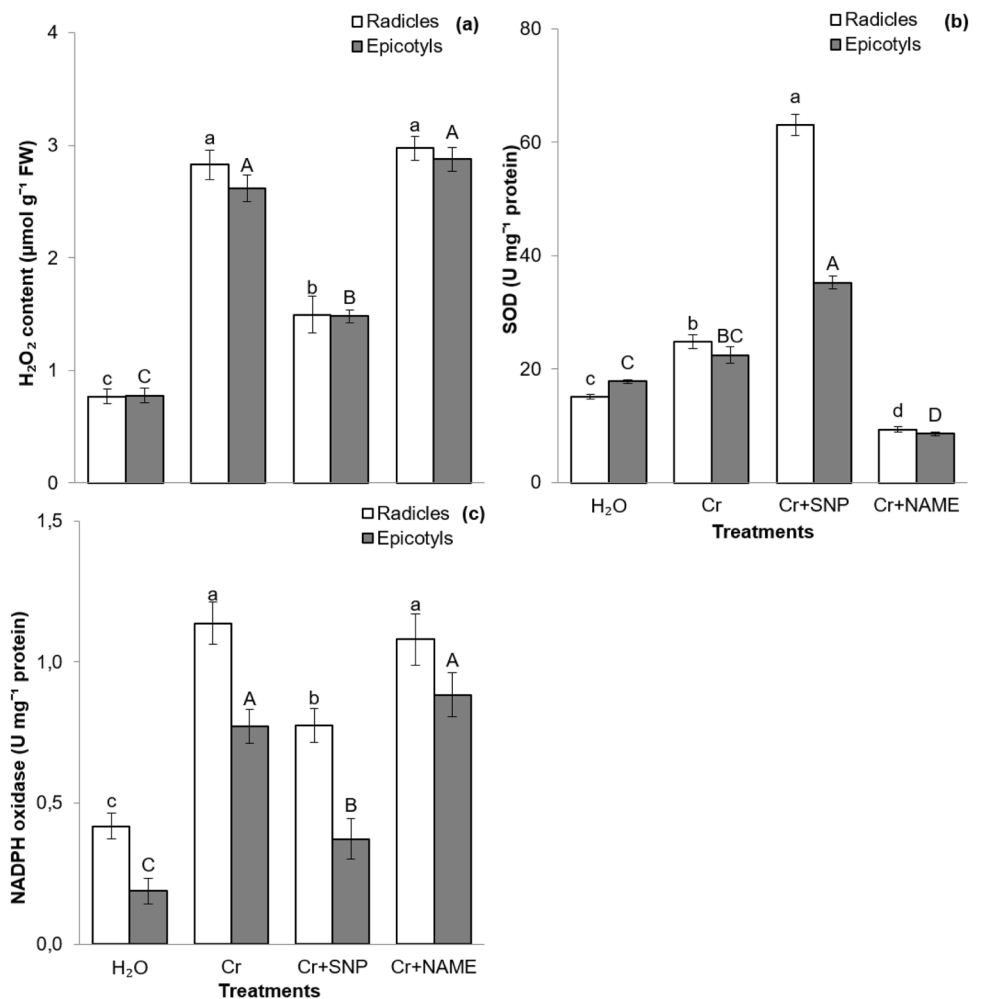 Radicles
Epicotyls
(a)
H₂O₂ content (µmol g⁻¹ FW)
4
3
2
1
0
c C
a A
b B
a A
Radicles
Epicotyls
(b)
SOD (U mg⁻¹ protein)
80
60
40
20
0
c C
b BC
a A
d D
H₂O Cr Cr+SNP Cr+NAME
Treatments
Radicles
Epicotyls
(c)
NADPH oxidase (U mg⁻¹ protein)
1,5
1,0
0,5
0,0
c C
a A
b B
a A
H₂O Cr Cr+SNP Cr+NAME
Treatments